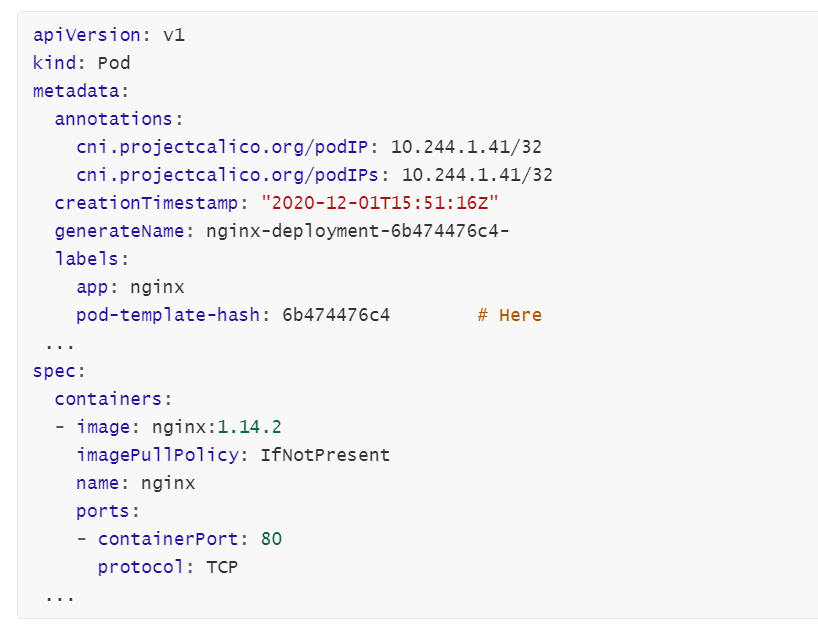 apiVersion: v1
kind: Pod
metadata:
  annotations:
    cni.projectcalico.org/podIP: 10.244.1.41/32
    cni.projectcalico.org/podIPs: 10.244.1.41/32
  creationTimestamp: "2020-12-01T15:51:16Z"
  generateName: nginx-deployment-6b474476c4-
  labels:
    app: nginx
    pod-template-hash: 6b474476c4        # Here
 ...
spec:
  containers:
  - image: nginx:1.14.2
    imagePullPolicy: IfNotPresent
    name: nginx
    ports:
    - containerPort: 80
      protocol: TCP
 ...